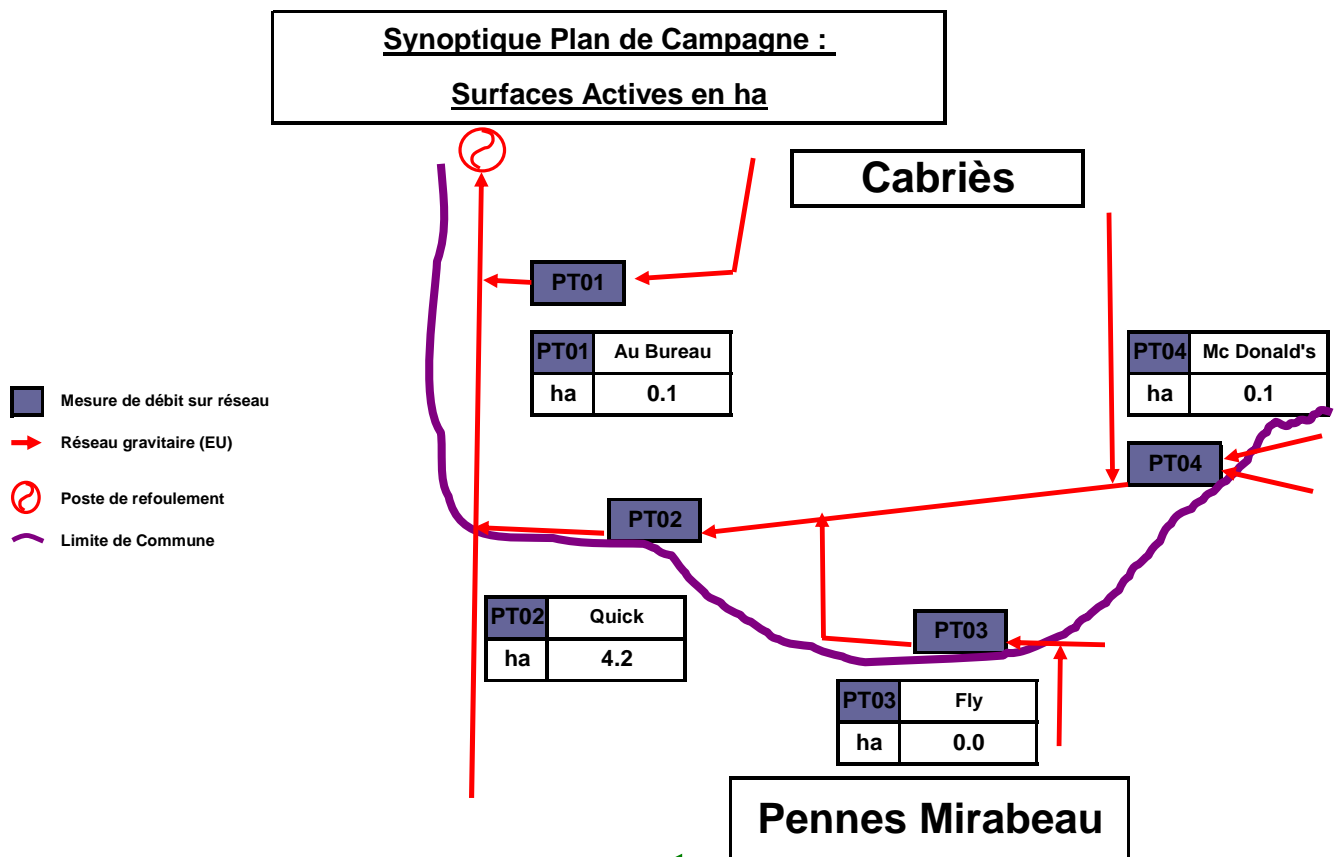 Synoptique Plan de Campagne :
Surfaces Actives en ha
Cabriès
PT01
PT01 Au Bureau
ha 0.1
PT04 Mc Donald's
ha 0.1
Mesure de débit sur réseau
Réseau gravitaire (EU)
Poste de refoulement
Limite de Commune
PT04
PT02
PT02 Quick
ha 4.2
PT03
PT03 Fly
ha 0.0
Pennes Mirabeau